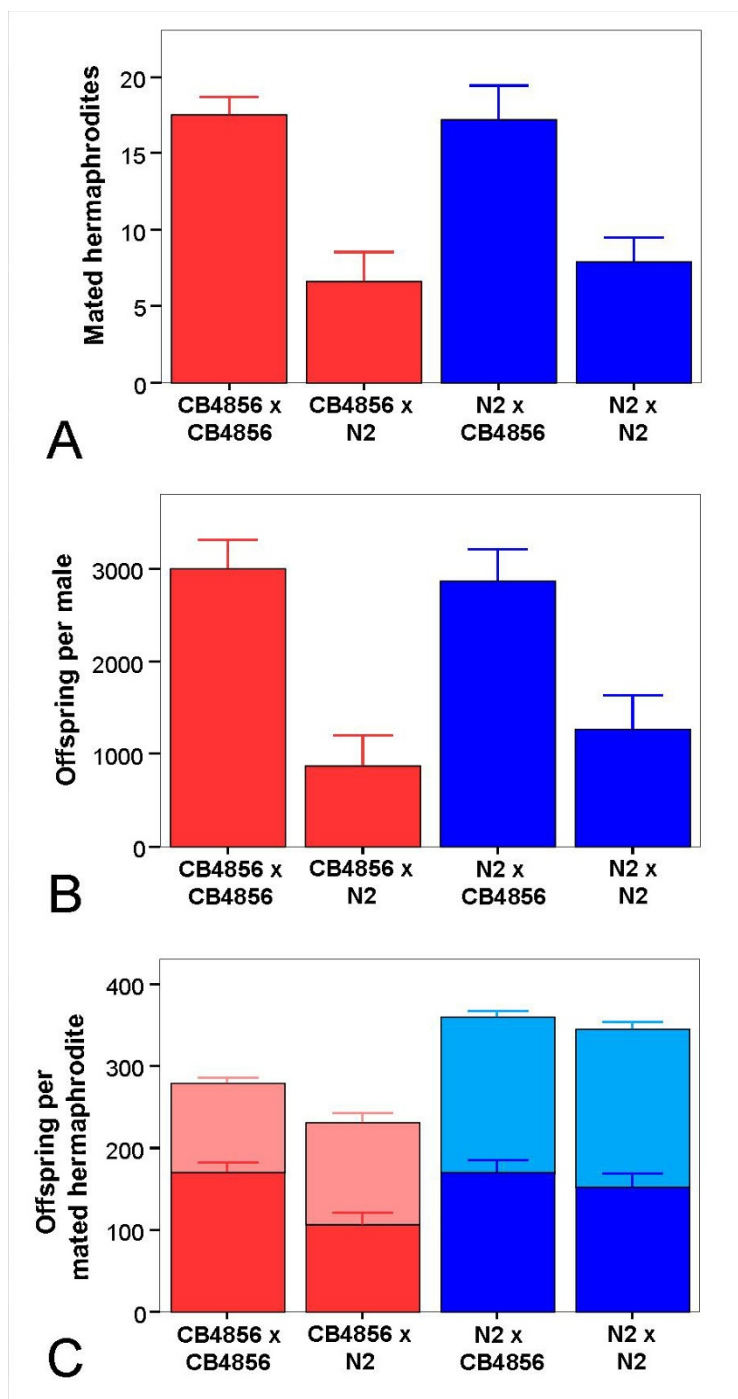 Mated hermaphrodites
20
15
10
5
0
CB4856 x
CB4856
CB4856 x
N2
N2 x
CB4856
N2 x
N2
A
Offspring per male
3000
2000
1000
0
CB4856 x
CB4856
CB4856 x
N2
N2 x
CB4856
N2 x
N2
B
Offspring per
mated hermaphrodite
400
300
200
100
0
CB4856 x
CB4856
CB4856 x
N2
N2 x
CB4856
N2 x
N2
C